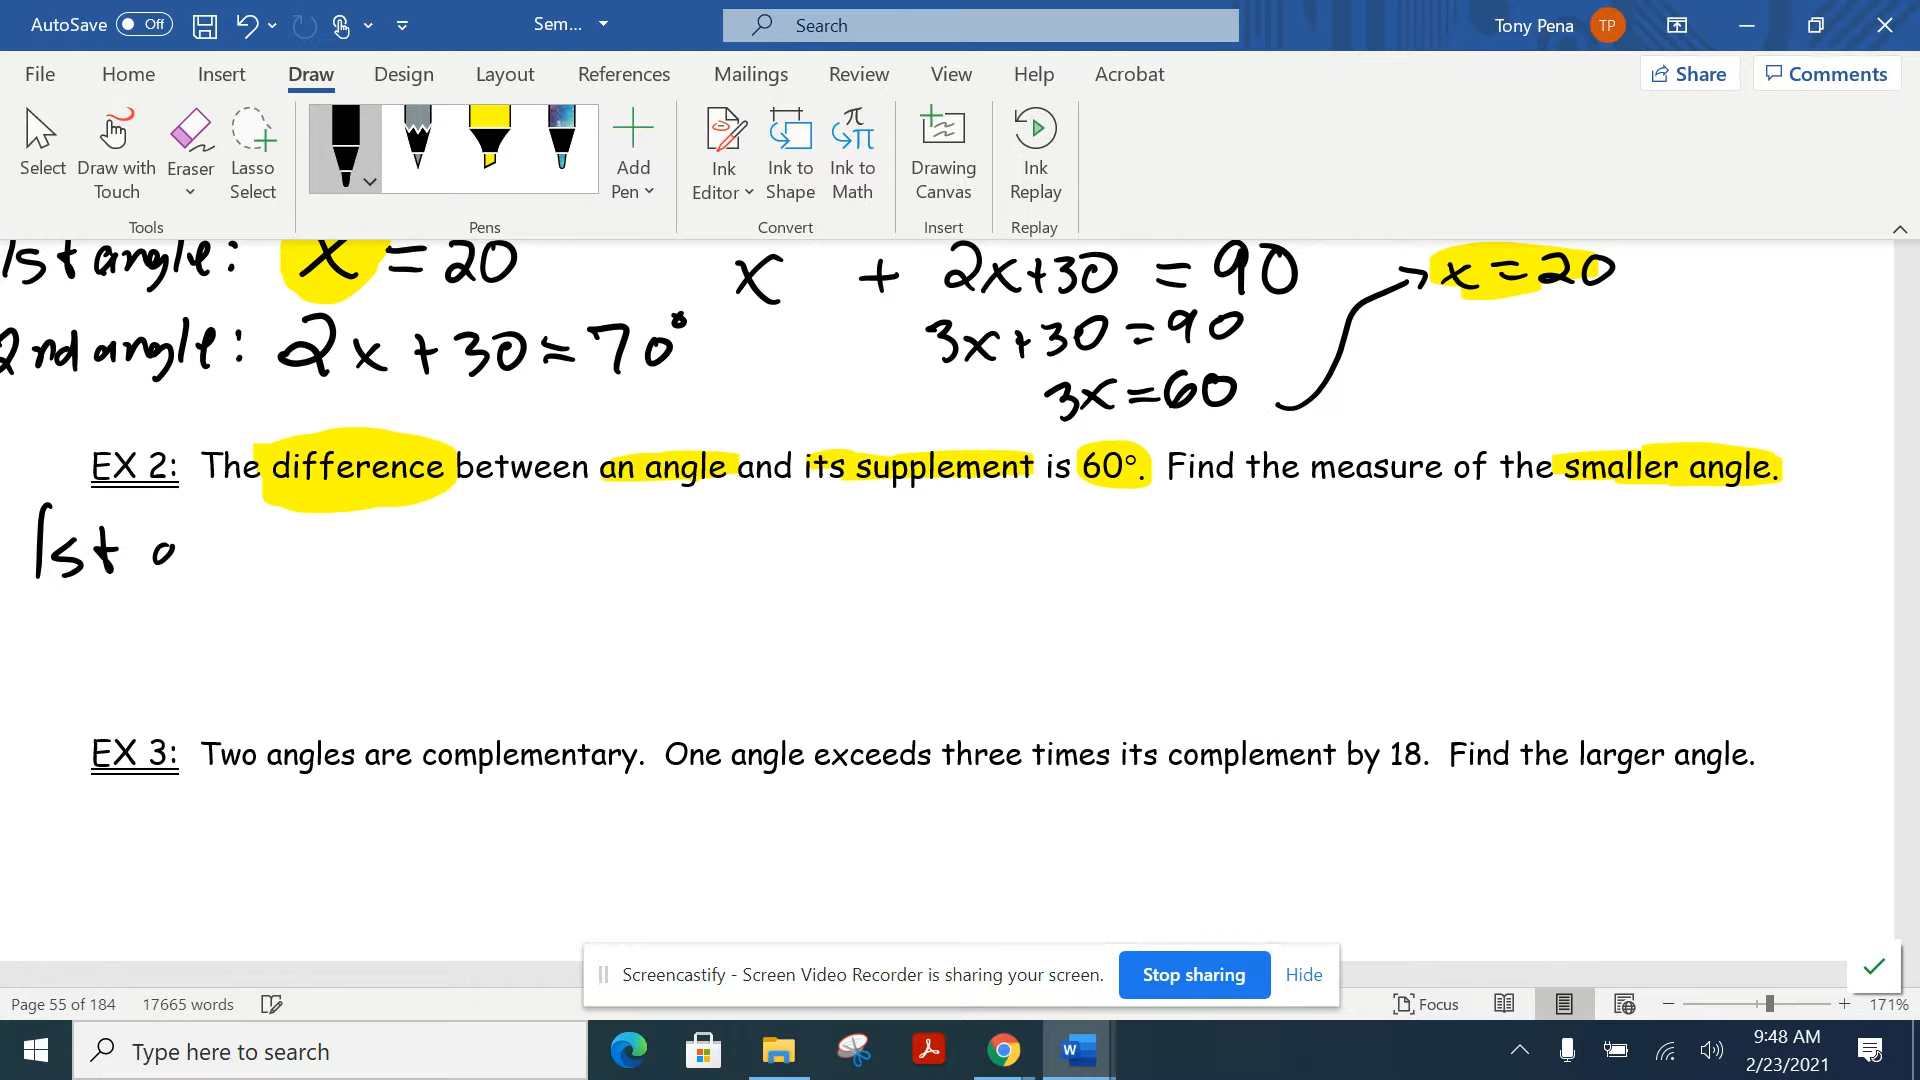 AutoSave Off Sem... Search Tony Pena TP
File Home Insert Draw Design Layout References Mailings Review View Help Acrobat Share Comments
Select Draw with Touch Eraser Lasso Select Add Pen Ink Editor Ink to Shape Ink to Math Drawing Canvas Ink Replay
Tools Pens Convert Insert Replay
1st angle: x = 20 x + 2x+30 = 90 x = 20
2nd angle: 2x + 30 = 70° 3x+30 = 90
3x = 60
EX 2: The difference between an angle and its supplement is 60°. Find the measure of the smaller angle.
1st a
EX 3: Two angles are complementary. One angle exceeds three times its complement by 18. Find the larger angle.
Screencastify - Screen Video Recorder is sharing your screen. Stop sharing Hide
Page 55 of 184 17665 words Focus 171%
Type here to search 9:48 AM
2/23/2021